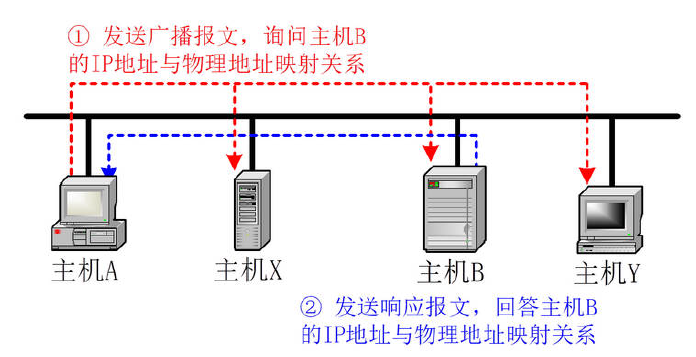 ① 发送广播报文，询问主机B
的IP地址与物理地址映射关系
主机A
主机X
主机B
主机Y
② 发送响应报文，回答主机B
的IP地址与物理地址映射关系